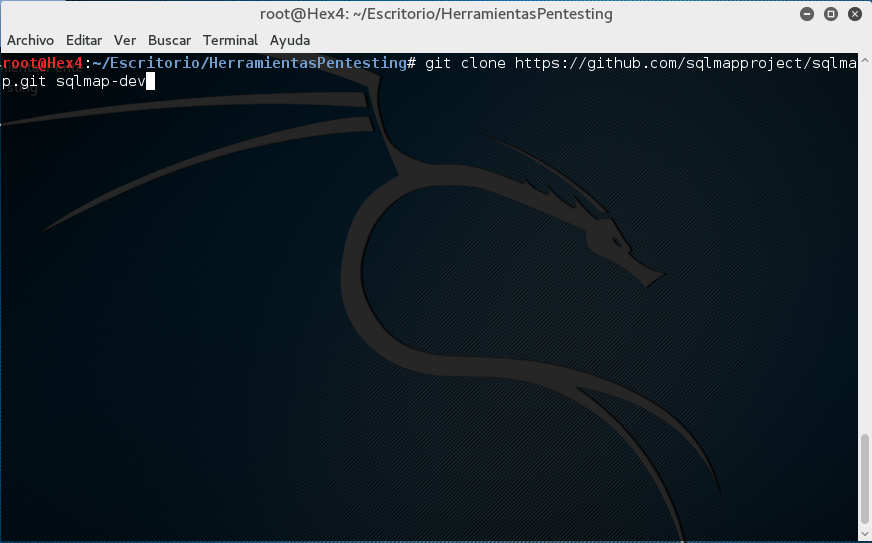 root@Hex4: ~/Escritorio/HerramientasPentesting
Archivo Editar Ver Buscar Terminal Ayuda
root@Hex4:~/Escritorio/HerramientasPentesting# git clone https://github.com/sqlmapproject/sqlma
p.git sqlmap-dev